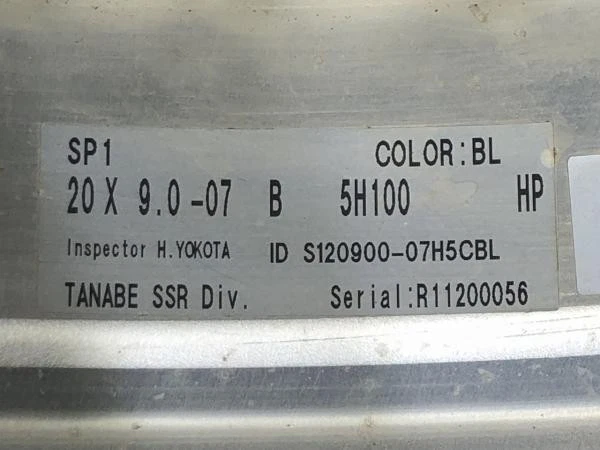 SP1 COLOR:BL
20 X 9.0-07 B 5H100 HP
Inspector H.YOKOTA ID S120900-07H5CBL
TANABE SSR Div. Serial:R11200056